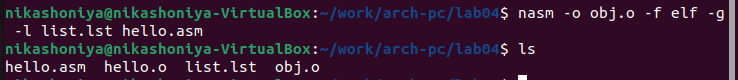 nikashoniya@nikashoniya-VirtualBox:~/work/arch-pc/lab04$ nasm -o obj.o -f elf -g
-l list.lst hello.asm
nikashoniya@nikashoniya-VirtualBox:~/work/arch-pc/lab04$ ls
hello.asm  hello.o  list.lst  obj.o